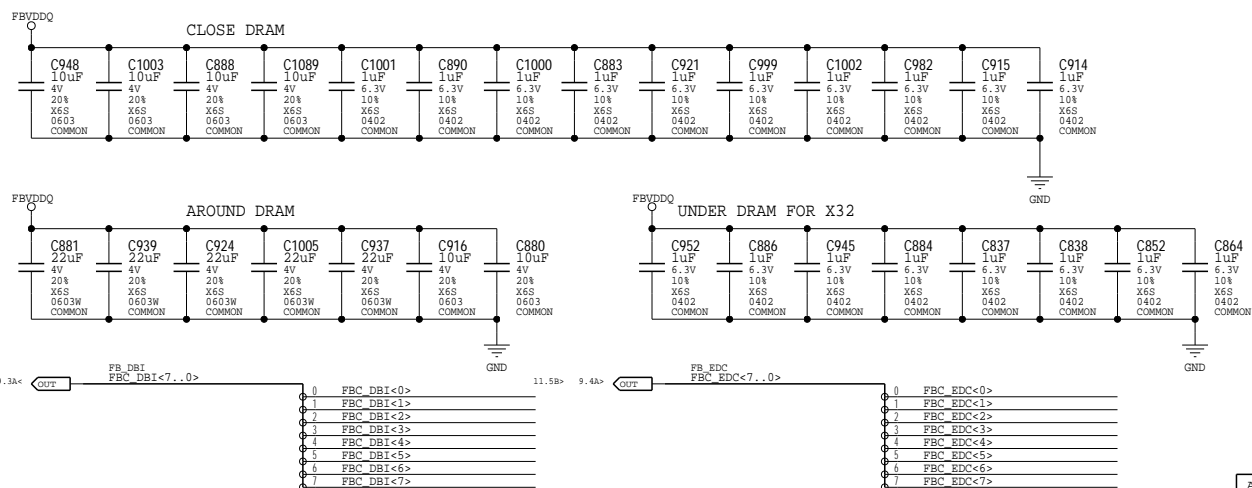 FBVDDQ
CLOSE DRAM
C948 C1003 C888 C1089 C1001 C890 C1000 C883 C921 C999 C1002 C982 C915 C914
10uF 10uF 10uF 10uF 1uF 1uF 1uF 1uF 1uF 1uF 1uF 1uF 1uF 1uF
4V 4V 4V 4V 6.3V 6.3V 6.3V 6.3V 6.3V 6.3V 6.3V 6.3V 6.3V 6.3V
20% 20% 20% 20% 10% 10% 10% 10% 10% 10% 10% 10% 10% 10%
X6S X6S X6S X6S X6S X6S X6S X6S X6S X6S X6S X6S X6S X6S
0603 0603 0603 0603 0402 0402 0402 0402 0402 0402 0402 0402 0402 0402
COMMON COMMON COMMON COMMON COMMON COMMON COMMON COMMON COMMON COMMON COMMON COMMON COMMON COMMON
GND
FBVDDQ
AROUND DRAM
C881 C939 C924 C1005 C937 C916 C880
22uF 22uF 22uF 22uF 22uF 10uF 10uF
4V 4V 4V 4V 4V 4V 4V
20% 20% 20% 20% 20% 20% 20%
X6S X6S X6S X6S X6S X6S X6S
0603W 0603W 0603W 0603W 0603W 0603 0603
COMMON COMMON COMMON COMMON COMMON COMMON COMMON
GND
FBVDDQ
UNDER DRAM FOR X32
C952 C886 C945 C884 C837 C838 C852 C864
1uF 1uF 1uF 1uF 1uF 1uF 1uF 1uF
6.3V 6.3V 6.3V 6.3V 6.3V 6.3V 6.3V 6.3V
10% 10% 10% 10% 10% 10% 10% 10%
X6S X6S X6S X6S X6S X6S X6S X6S
0402 0402 0402 0402 0402 0402 0402 0402
COMMON COMMON COMMON COMMON COMMON COMMON COMMON COMMON
GND
.3A< OUT
FB_DBI
FBC_DBI<7..0>
0 FBC_DBI<0>
1 FBC_DBI<1>
2 FBC_DBI<2>
3 FBC_DBI<3>
4 FBC_DBI<4>
5 FBC_DBI<5>
6 FBC_DBI<6>
7 FBC_DBI<7>
11.5B> 9.4A> OUT
FB_EDC
FBC_EDC<7..0>
0 FBC_EDC<0>
1 FBC_EDC<1>
2 FBC_EDC<2>
3 FBC_EDC<3>
4 FBC_EDC<4>
5 FBC_EDC<5>
6 FBC_EDC<6>
7 FBC_EDC<7>